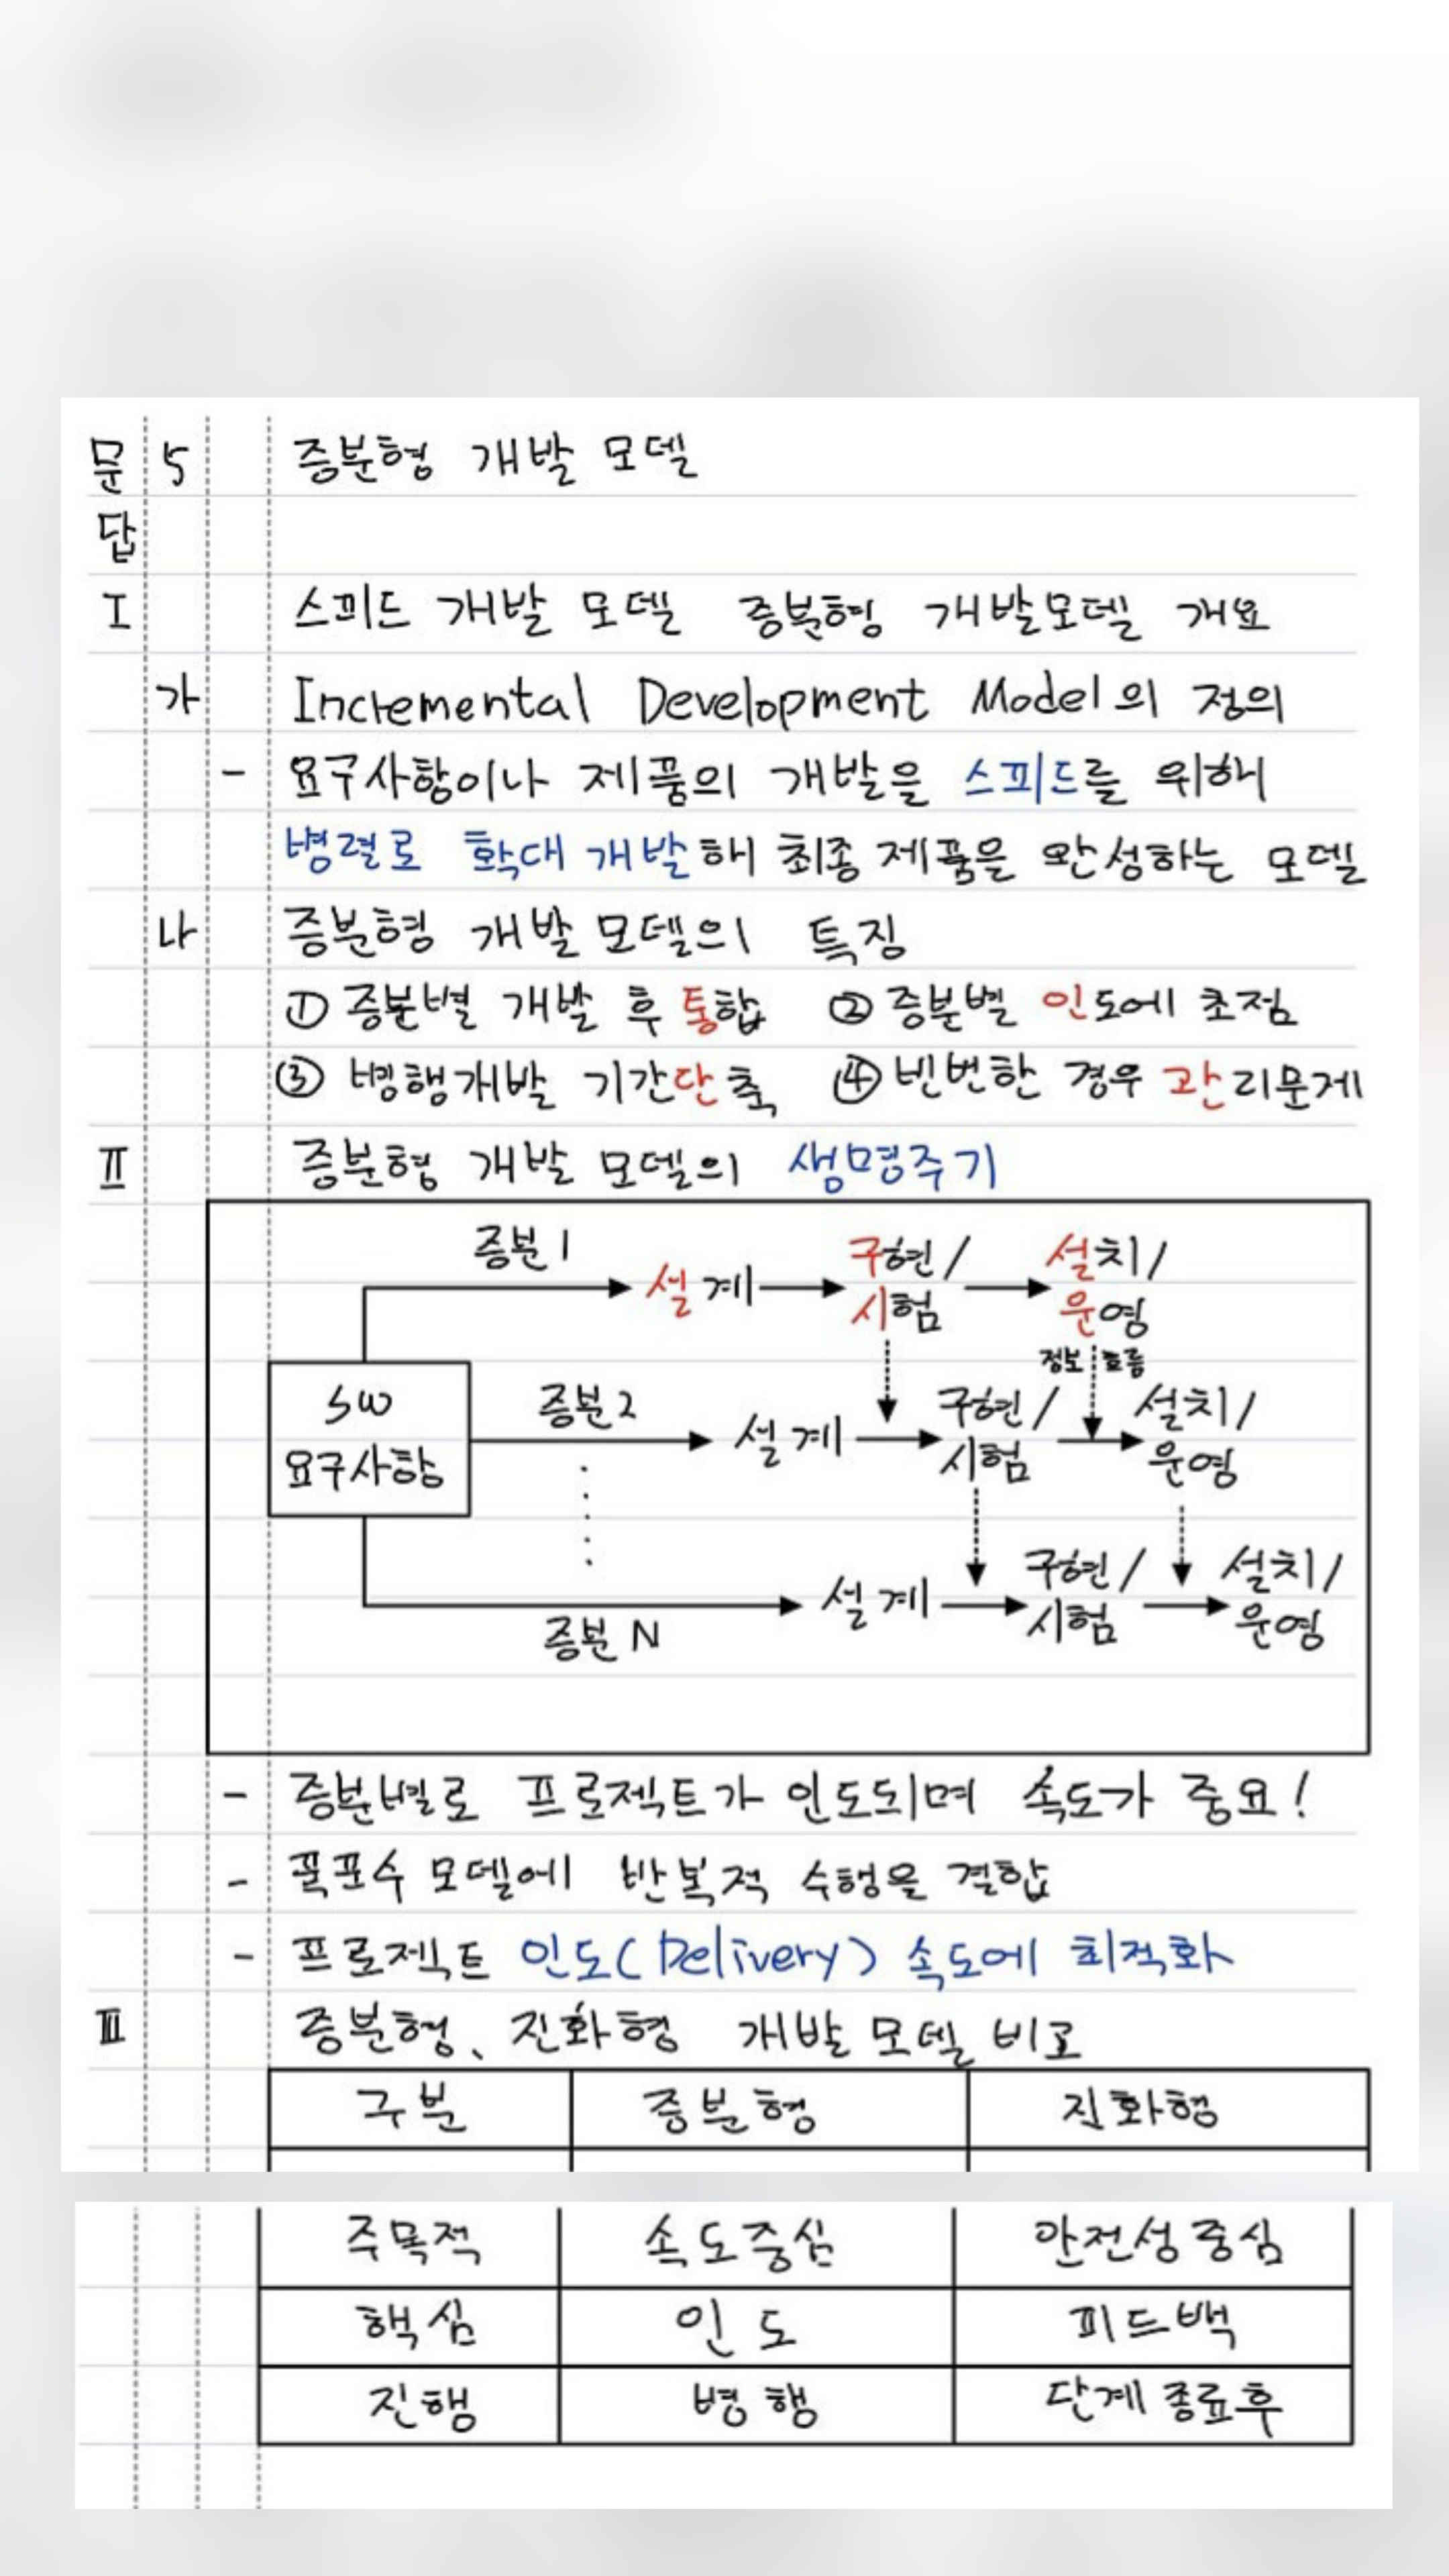 문 5 증분형 개발 모델
답
I 스피드 개발 모델 증분형 개발모델 개요
가 Incremental Development Model의 정의
- 요구사항이나 제품의 개발을 스피드를 위해
병렬로 확대 개발해 최종 제품을 완성하는 모델
나 증분형 개발 모델의 특징
① 증분별 개발 후 통합 ② 증분별 인도에 초점
③ 병행개발 기간단축 ④ 빈번한 경우 관리문제
II 증분형 개발 모델의 생명주기
증분1 설계 구현/시험 설치/운영
정보 흐름
SW 요구사항
증분2 설계 구현/시험 설치/운영
증분N 설계 구현/시험 설치/운영
- 증분별로 프로젝트가 인도되며 속도가 중요!
- 폭포수 모델에 반복적 수행을 결합
- 프로젝트 인도(Delivery) 속도에 최적화
III 증분형, 진화형 개발 모델 비교
구분 증분형 진화형
주목적 속도중심 안전성중심
핵심 인도 피드백
진행 병행 단계종료후